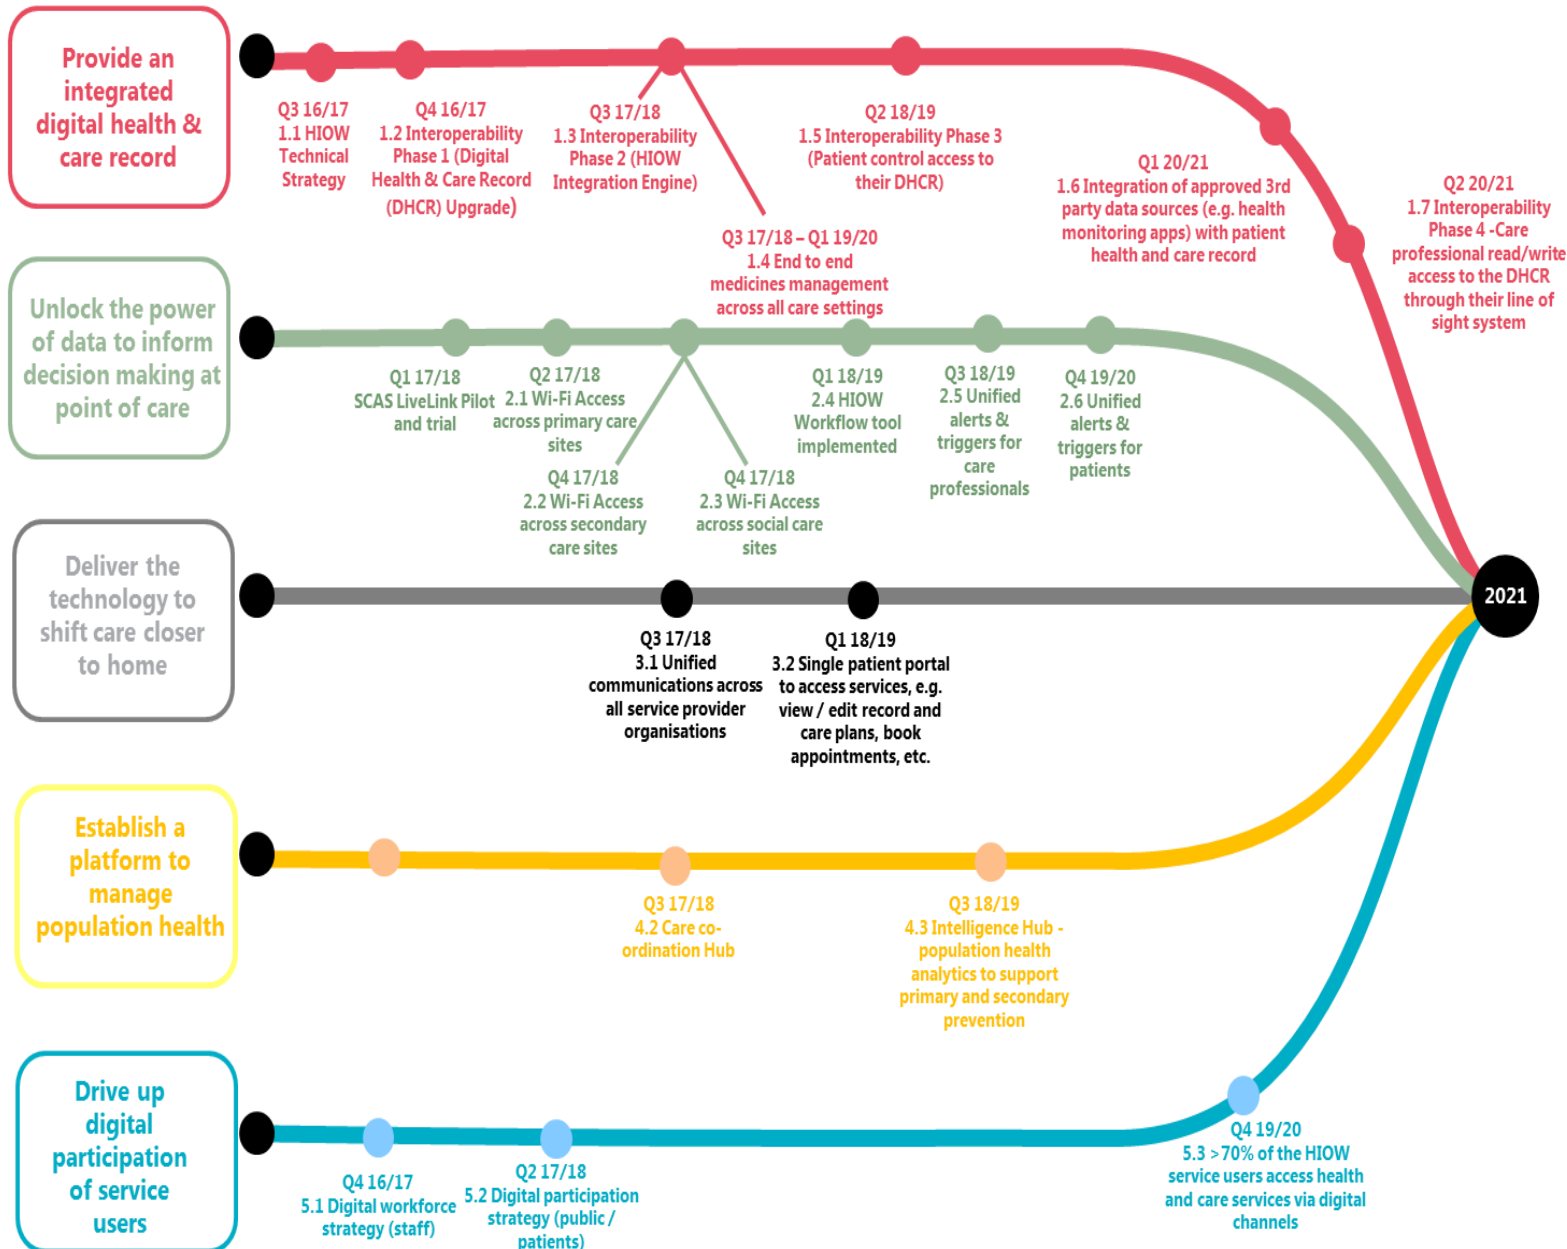 Provide an
integrated
digital health &
care record
Q3 16/17
1.1 HIOW
Technical
Strategy
Q4 16/17
1.2 Interoperability
Phase 1 (Digital
Health & Care Record
(DHCR) Upgrade)
Q3 17/18
1.3 Interoperability
Phase 2 (HIOW
Integration Engine)
Q3 17/18 – Q1 19/20
1.4 End to end
medicines management
across all care settings
Q2 18/19
1.5 Interoperability Phase 3
(Patient control access to
their DHCR)
Q1 20/21
1.6 Integration of approved 3rd
party data sources (e.g. health
monitoring apps) with patient
health and care record
Q2 20/21
1.7 Interoperability
Phase 4 -Care
professional read/write
access to the DHCR
through their line of
sight system
Unlock the power
of data to inform
decision making at
point of care
Q1 17/18
SCAS LiveLink Pilot
and trial
Q2 17/18
2.1 Wi-Fi Access
across primary care
sites
Q4 17/18
2.2 Wi-Fi Access
across secondary
care sites
Q4 17/18
2.3 Wi-Fi Access
across social care
sites
Q1 18/19
2.4 HIOW
Workflow tool
implemented
Q3 18/19
2.5 Unified
alerts &
triggers for
care
professionals
Q4 19/20
2.6 Unified
alerts &
triggers for
patients
Deliver the
technology to
shift care closer
to home
Q3 17/18
3.1 Unified
communications across
all service provider
organisations
Q1 18/19
3.2 Single patient portal
to access services, e.g.
view / edit record and
care plans, book
appointments, etc.
2021
Establish a
platform to
manage
population health
Q3 17/18
4.2 Care co-
ordination Hub
Q3 18/19
4.3 Intelligence Hub -
population health
analytics to support
primary and secondary
prevention
Drive up
digital
participation
of service
users
Q4 16/17
5.1 Digital workforce
strategy (staff)
Q2 17/18
5.2 Digital participation
strategy (public /
patients)
Q4 19/20
5.3 >70% of the HIOW
service users access health
and care services via digital
channels